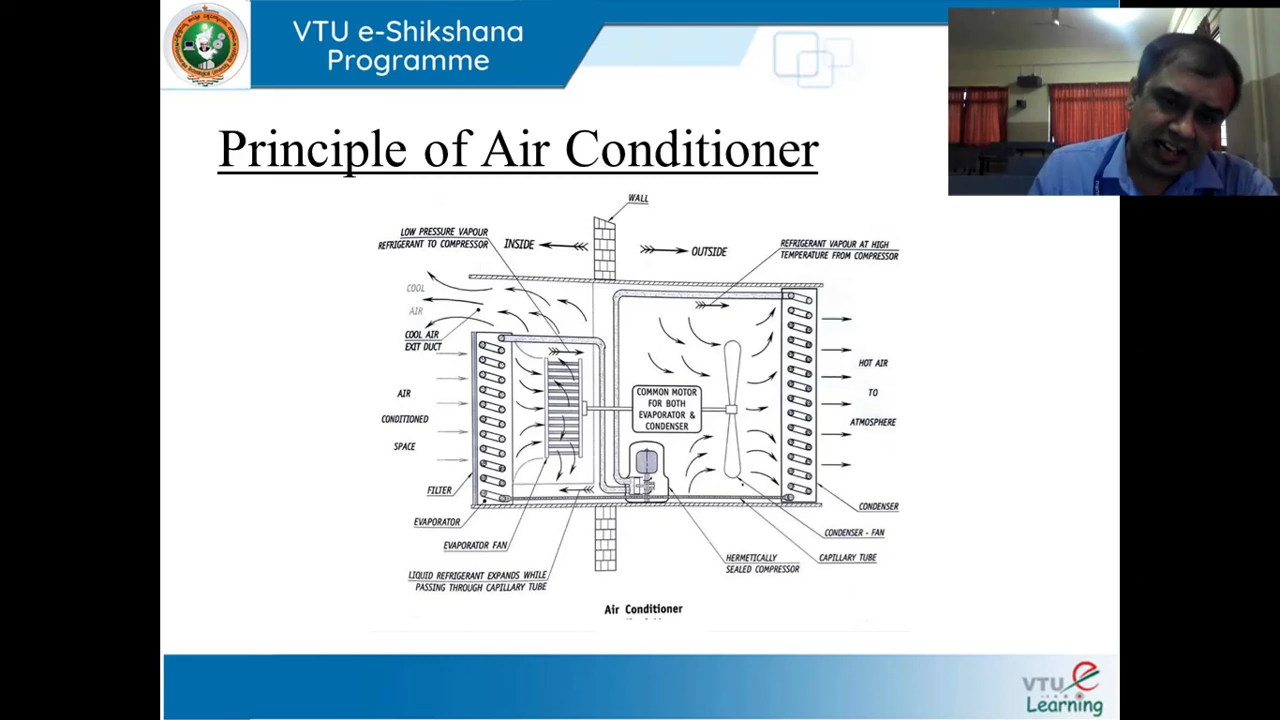 VTU e-Shikshana
Programme
Principle of Air Conditioner
WALL
LOW PRESSURE VAPOUR
REFRIGERANT TO COMPRESSOR
INSIDE
OUTSIDE
REFRIGERANT VAPOUR AT HIGH
TEMPERATURE FROM COMPRESSOR
COOL
AIR
COOL AIR
EXIT DUCT
AIR
CONDITIONED
SPACE
COMMON MOTOR
FOR BOTH
EVAPORATOR &
CONDENSER
HOT AIR
TO
ATMOSPHERE
FILTER
EVAPORATOR
EVAPORATOR FAN
LIQUID REFRIGERANT EXPANDS WHILE
PASSING THROUGH CAPILLARY TUBE
CONDENSER
CONDENSER - FAN
CAPILLARY TUBE
HERMETICALLY
SEALED COMPRESSOR
Air Conditioner
VTU e
Learning